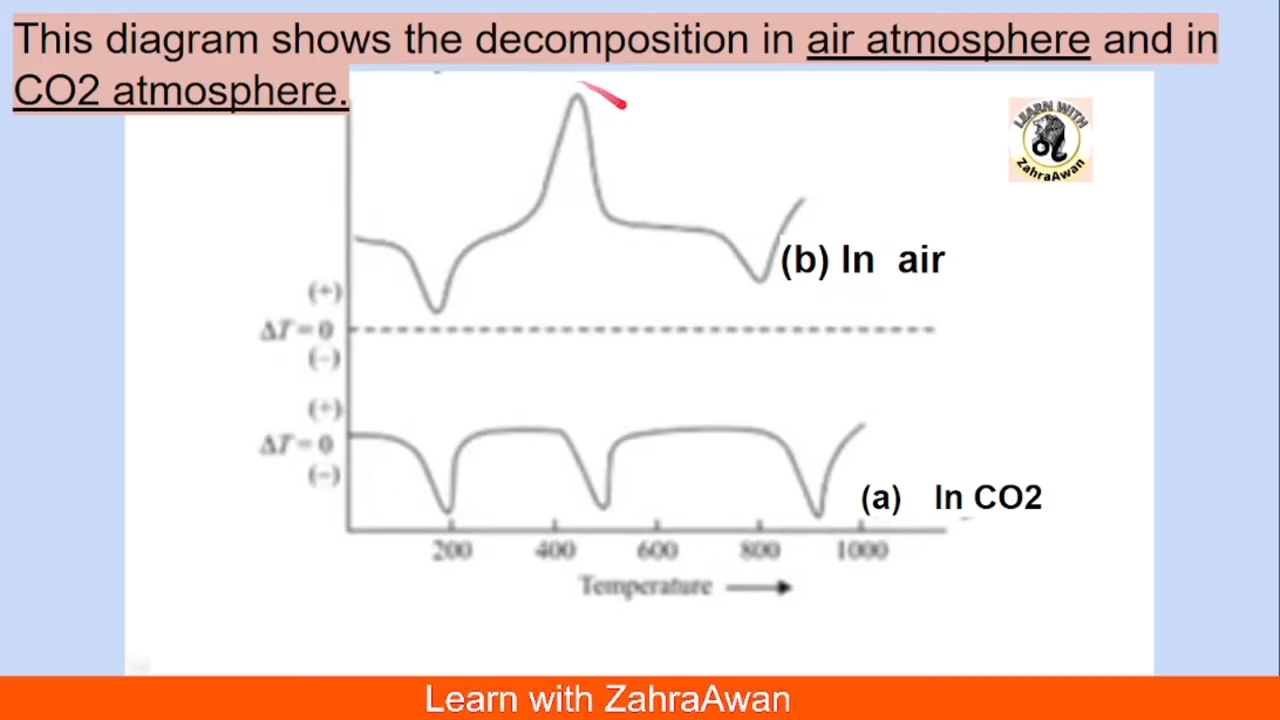 This diagram shows the decomposition in air atmosphere and in
CO2 atmosphere.
LEARN WITH
ZahraAwan
(b) In air
(+)
ΔT=0
(−)
(+)
ΔT=0
(−)
(a) In CO2
200 400 600 800 1000
Temperature
Learn with ZahraAwan